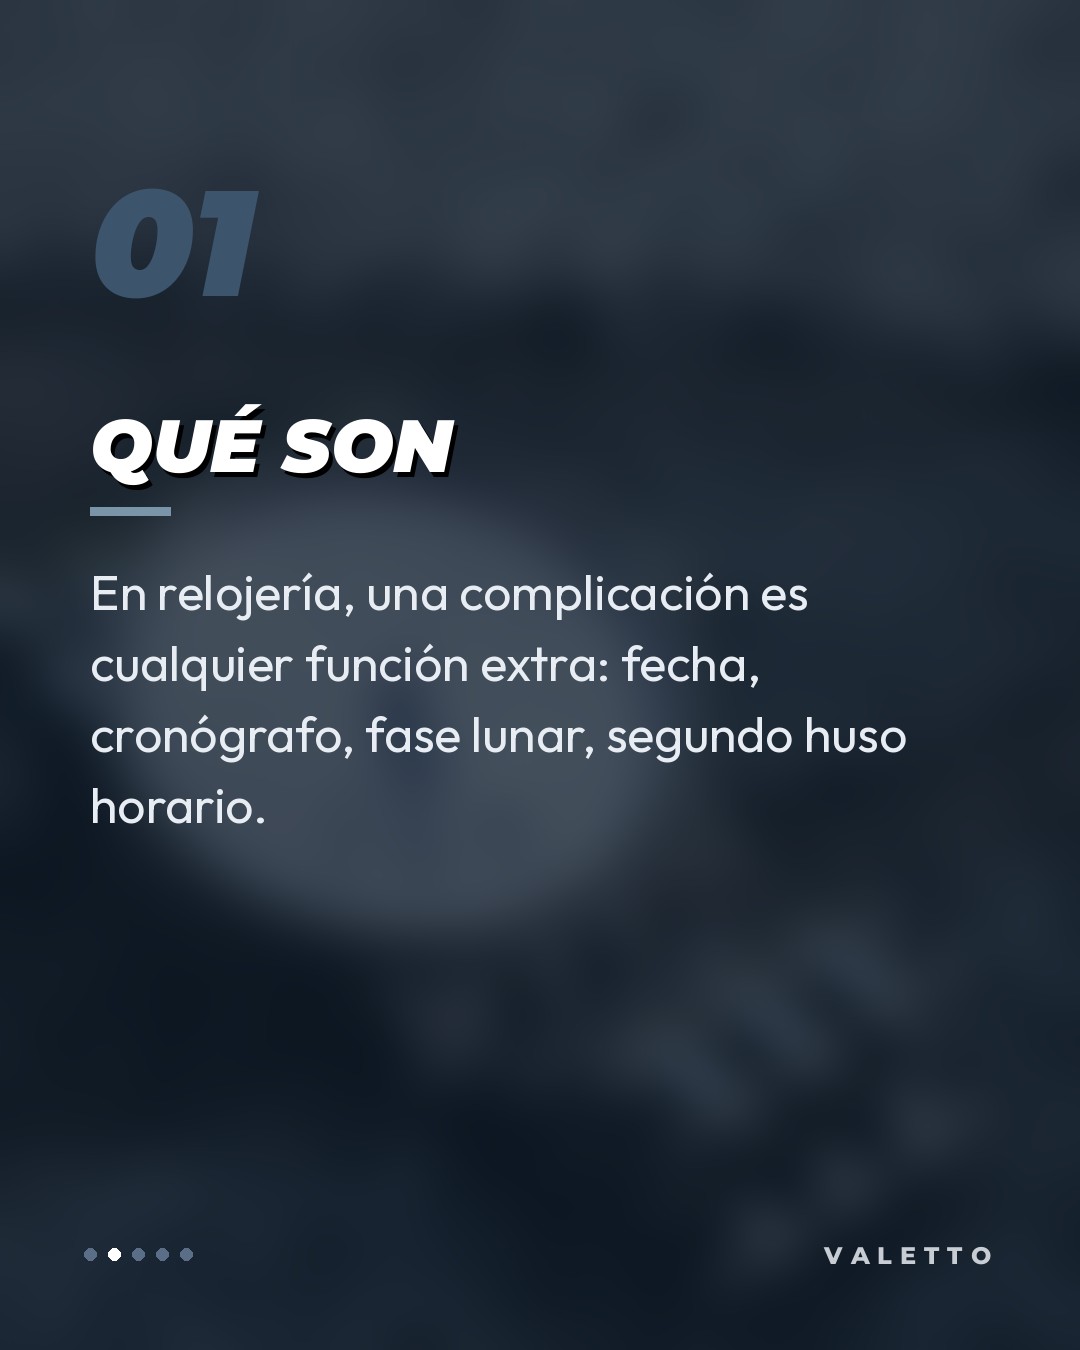 01
QUÉ SON
En relojería, una complicación es
cualquier función extra: fecha,
cronógrafo, fase lunar, segundo huso
horario.
VALETTO